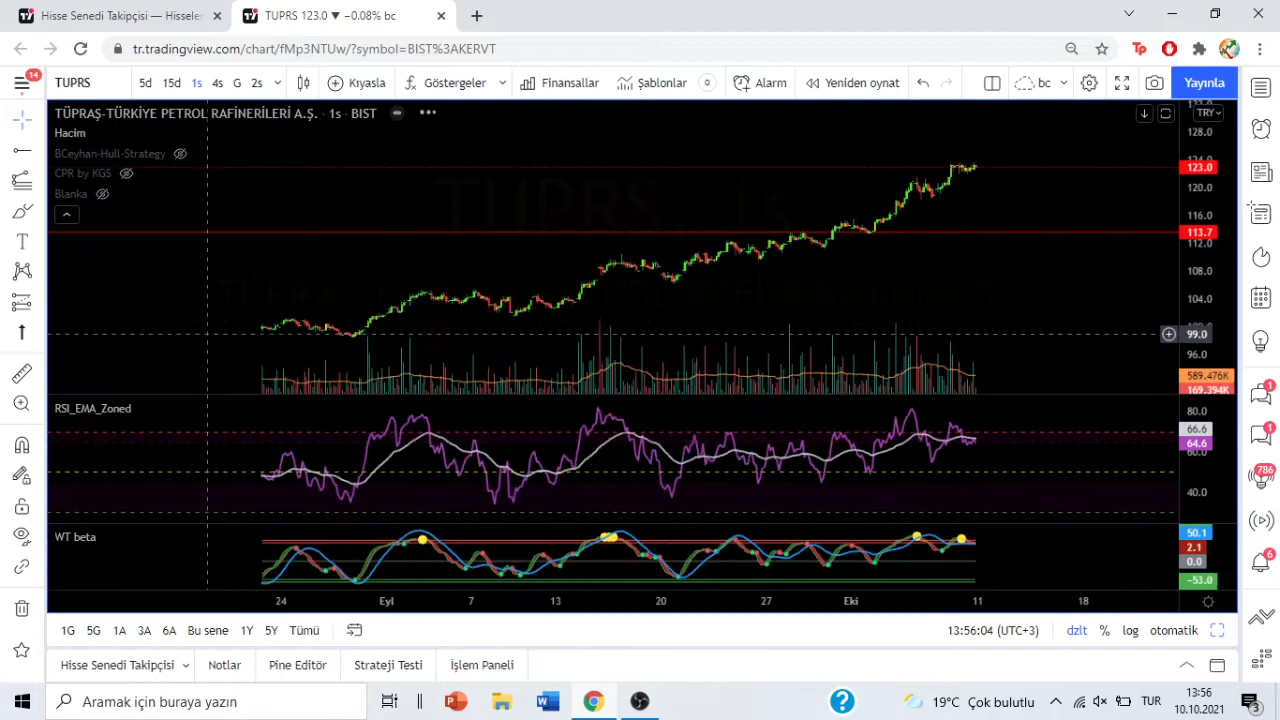 Hisse Senedi Takipçisi — Hisseler
TUPRS 123.0 ▼ −0.08% bc
tr.tradingview.com/chart/fMp3NTUw/?symbol=BIST%3AKERVT
Tp
14
TUPRS
5d 15d 1s 4s G 2s
Kıyasla
Göstergeler
Finansallar
Şablonlar
Alarm
Yeniden oynat
bc
Yayınla
TÜPRAŞ-TÜRKİYE PETROL RAFİNERİLERİ A.Ş. · 1s · BIST
TRY
Hacim
BCeyhan-Hull-Strategy
CPR by KGS
Blanka
128.0
123.0
120.0
116.0
113.7
112.0
108.0
104.0
99.0
96.0
589.476K
169.394K
RSI_EMA_Zoned
80.0
66.6
64.6
60.0
40.0
WT beta
50.1
2.1
0.0
−53.0
24 Eyl 7 13 20 27 Eki 11 18
1
1
786
6
1G 5G 1A 3A 6A Bu sene 1Y 5Y Tümü
13:56:04 (UTC+3)
dzlt % log otomatik
Hisse Senedi Takipçisi
Notlar
Pine Editör
Strateji Testi
İşlem Paneli
Aramak için buraya yazın
19°C Çok bulutlu
TUR
13:56
10.10.2021
3